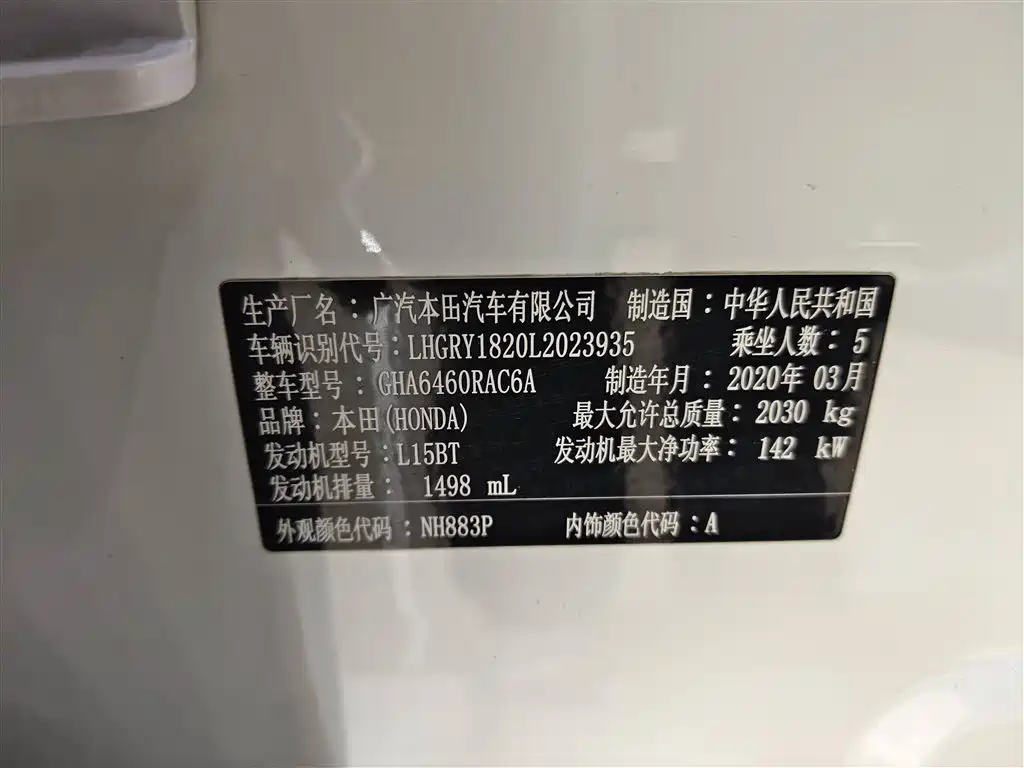 生产厂名：广汽本田汽车有限公司 制造国：中华人民共和国
车辆识别代号：LHGRY1820L2023935 乘坐人数：5
整车型号：GHA6460RAC6A 制造年月：2020年 03月
品牌：本田(HONDA) 最大允许总质量：2030 kg
发动机型号：L15BT 发动机最大净功率：142 kW
发动机排量：1498 mL
外观颜色代码：NH883P 内饰颜色代码：A